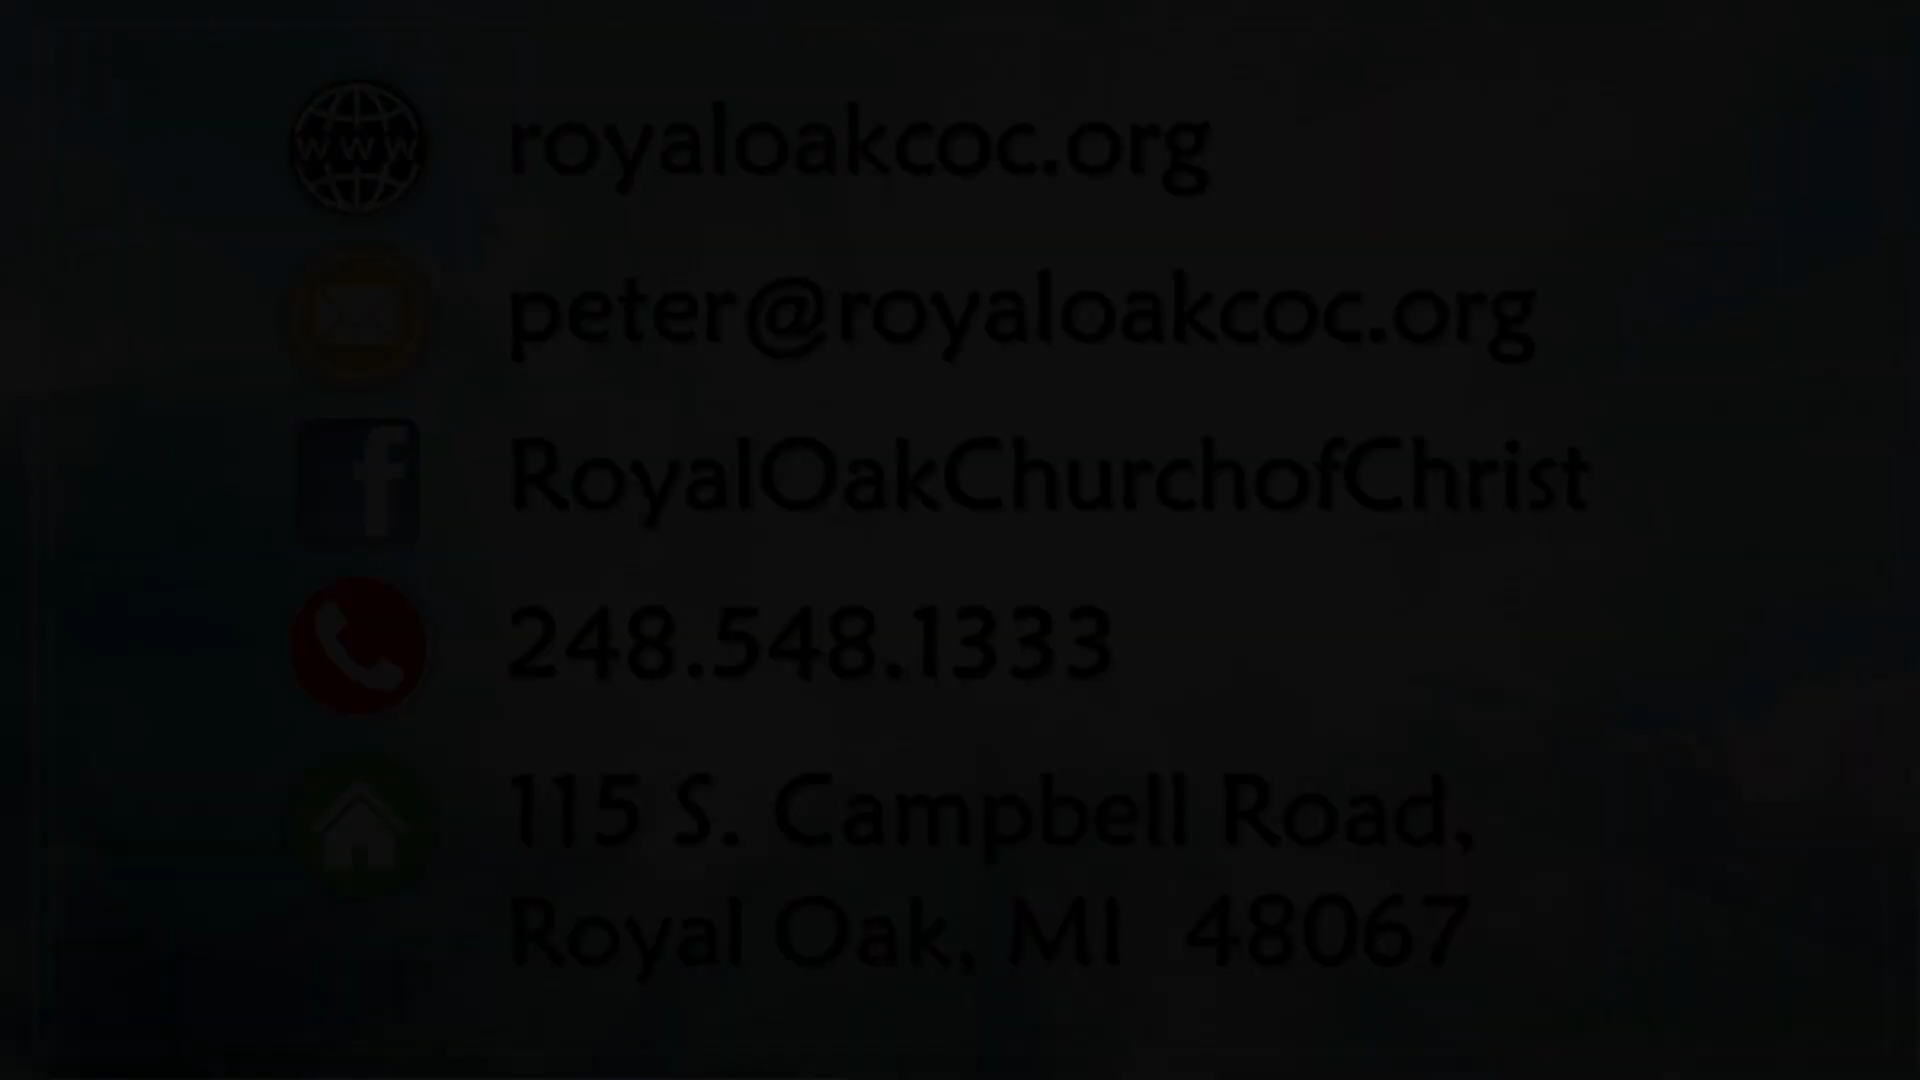 WWW royaloakcoc.org
peter@royaloakcoc.org
f RoyalOakChurchofChrist
248.548.1333
115 S. Campbell Road,
Royal Oak, MI 48067